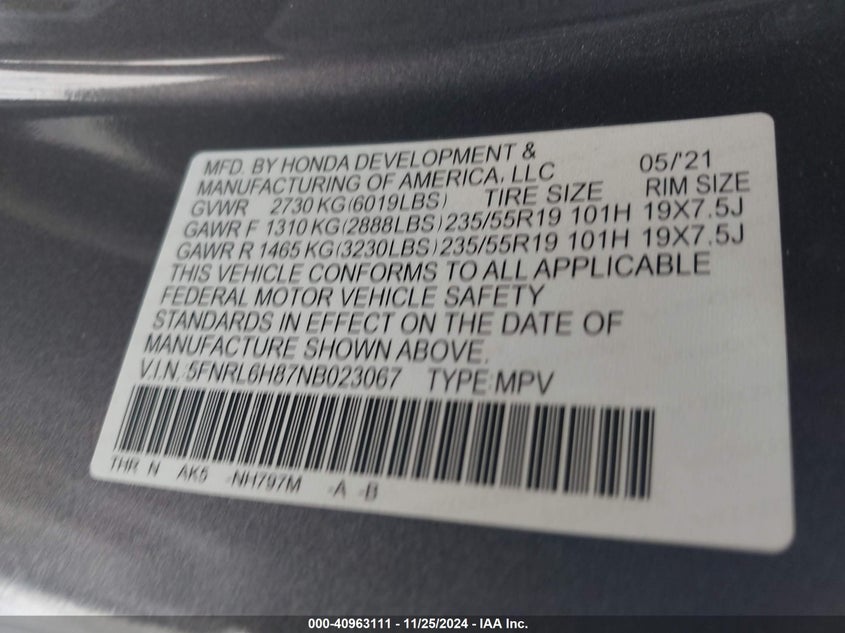 MFD. BY HONDA DEVELOPMENT & 05/'21
MANUFACTURING OF AMERICA, LLC
GVWR 2730 KG(6019LBS) TIRE SIZE RIM SIZE
GAWR F 1310 KG(2888LBS) 235/55R19 101H 19X7.5J
GAWR R 1465 KG(3230LBS) 235/55R19 101H 19X7.5J
THIS VEHICLE CONFORMS TO ALL APPLICABLE
FEDERAL MOTOR VEHICLE SAFETY
STANDARDS IN EFFECT ON THE DATE OF
MANUFACTURE SHOWN ABOVE.
V.I.N. 5FNRL6H87NB023067 TYPE:MPV
THR N AK5 -NH797M -A -B
000-40963111 - 11/25/2024 - IAA Inc.